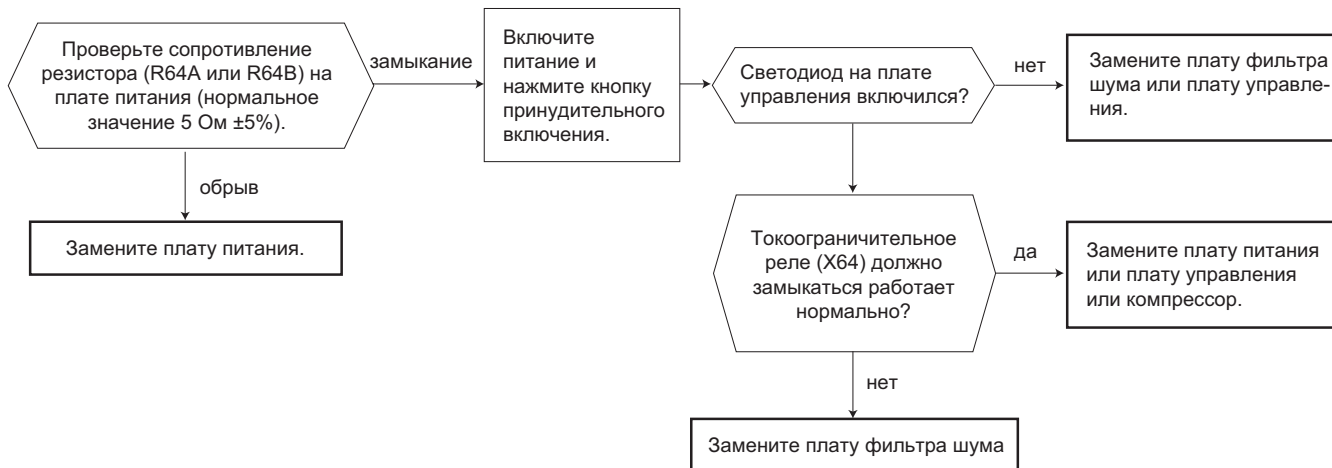 Проверьте сопротивление
резистора (R64A или R64B) на
плате питания (нормальное
значение 5 Ом ±5%).
замыкание
обрыв
Замените плату питания.
Включите
питание и
нажмите кнопку
принудительного
включения.
Светодиод на плате
управления включился?
нет
Замените плату фильтра
шума или плату управле-
ния.
Токоограничительное
реле (X64) должно
замыкаться работает
нормально?
да
Замените плату питания
или плату управления
или компрессор.
нет
Замените плату фильтра шума